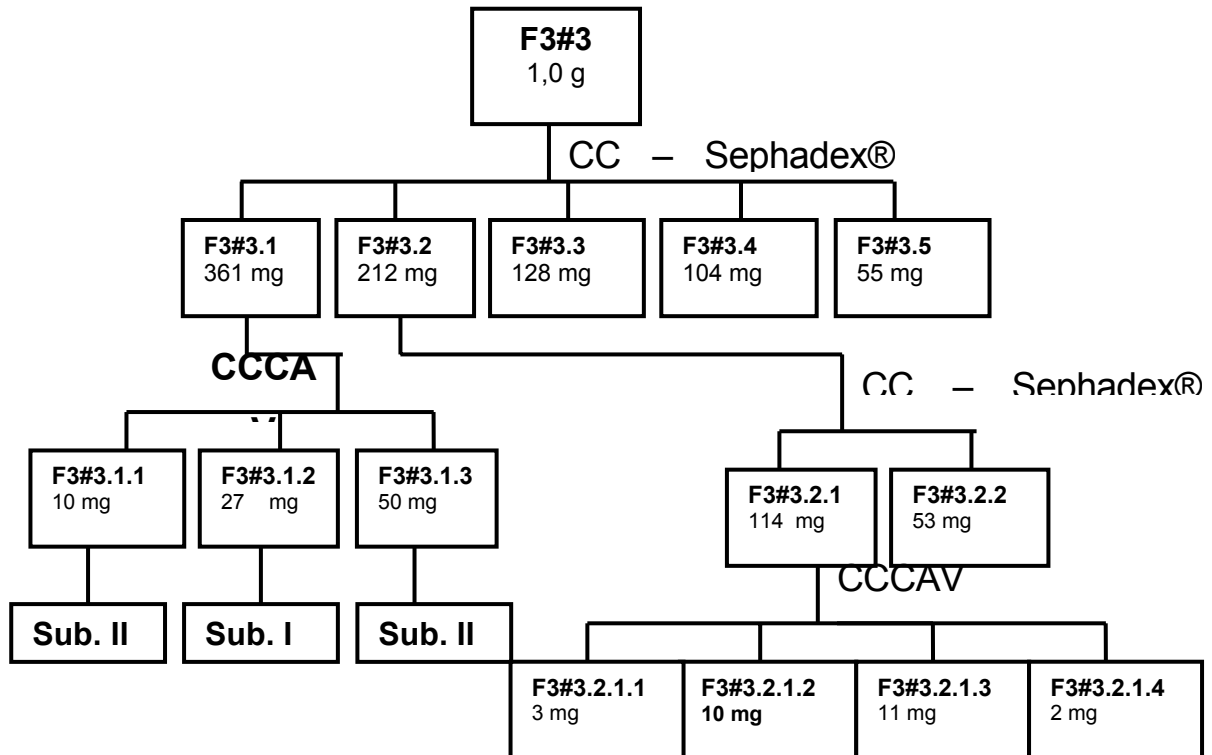 F3#3
1,0 g
CC – Sephadex®
F3#3.1
361 mg
F3#3.2
212 mg
F3#3.3
128 mg
F3#3.4
104 mg
F3#3.5
55 mg
CCCA
CC – Sephadex®
F3#3.1.1
10 mg
F3#3.1.2
27 mg
F3#3.1.3
50 mg
F3#3.2.1
114 mg
F3#3.2.2
53 mg
CCCAV
Sub. II
Sub. I
Sub. II
F3#3.2.1.1
3 mg
F3#3.2.1.2
10 mg
F3#3.2.1.3
11 mg
F3#3.2.1.4
2 mg